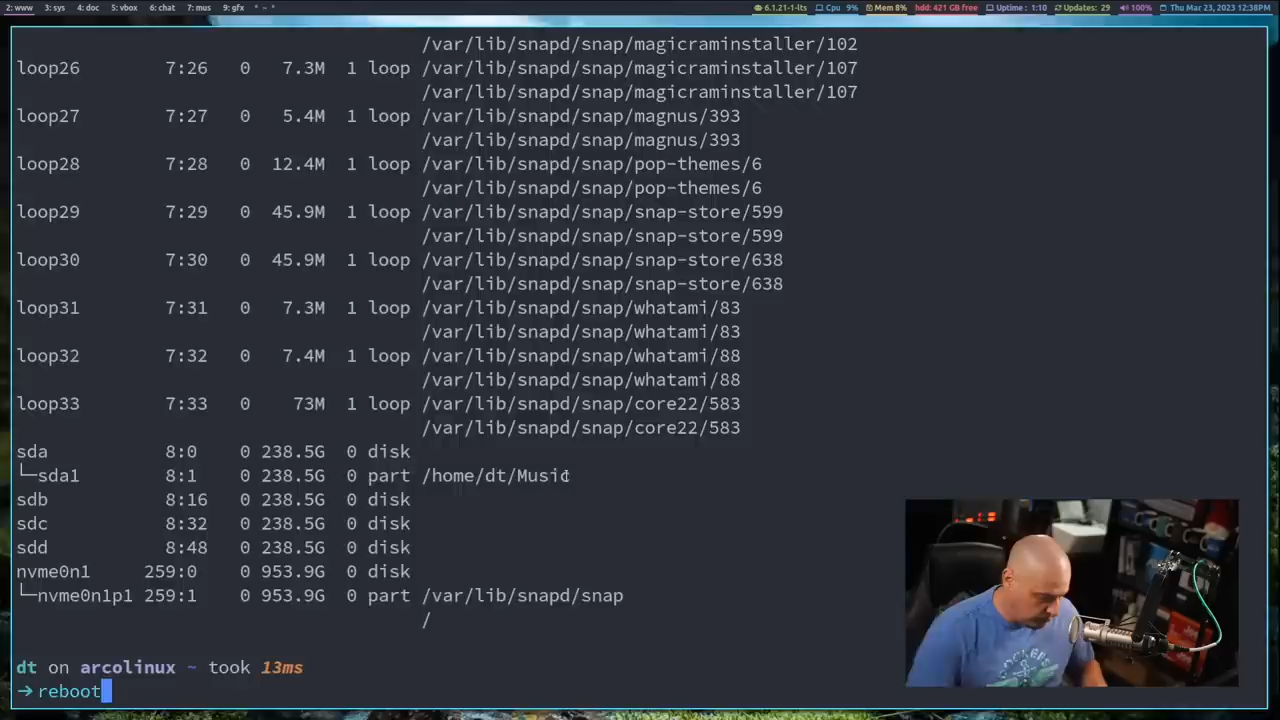 2: www 3: sys 4: doc 5: vbox 6: chat 7: mus 9: gfx * ~ * 6.1.21-1-lts Cpu 9% Mem 8% hdd: 421 GB free Uptime : 1:10 Updates: 29 100% Thu Mar 23, 2023 12:38PM
/var/lib/snapd/snap/magicraminstaller/102
loop26 7:26 0 7.3M 1 loop /var/lib/snapd/snap/magicraminstaller/107
/var/lib/snapd/snap/magicraminstaller/107
loop27 7:27 0 5.4M 1 loop /var/lib/snapd/snap/magnus/393
/var/lib/snapd/snap/magnus/393
loop28 7:28 0 12.4M 1 loop /var/lib/snapd/snap/pop-themes/6
/var/lib/snapd/snap/pop-themes/6
loop29 7:29 0 45.9M 1 loop /var/lib/snapd/snap/snap-store/599
/var/lib/snapd/snap/snap-store/599
loop30 7:30 0 45.9M 1 loop /var/lib/snapd/snap/snap-store/638
/var/lib/snapd/snap/snap-store/638
loop31 7:31 0 7.3M 1 loop /var/lib/snapd/snap/whatami/83
/var/lib/snapd/snap/whatami/83
loop32 7:32 0 7.4M 1 loop /var/lib/snapd/snap/whatami/88
/var/lib/snapd/snap/whatami/88
loop33 7:33 0 73M 1 loop /var/lib/snapd/snap/core22/583
/var/lib/snapd/snap/core22/583
sda 8:0 0 238.5G 0 disk
└─sda1 8:1 0 238.5G 0 part /home/dt/Music
sdb 8:16 0 238.5G 0 disk
sdc 8:32 0 238.5G 0 disk
sdd 8:48 0 238.5G 0 disk
nvme0n1 259:0 0 953.9G 0 disk
└─nvme0n1p1 259:1 0 953.9G 0 part /var/lib/snapd/snap
/
dt on arcolinux ~ took 13ms
→ reboot